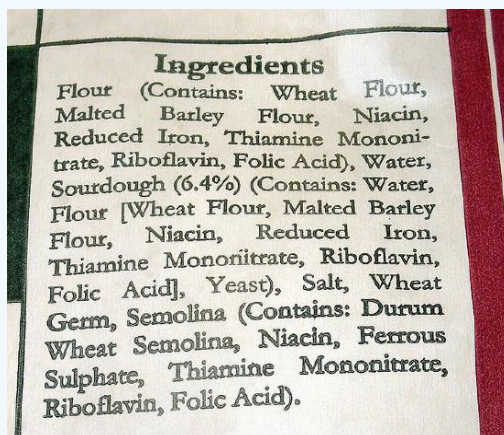 Ingredients
Flour (Contains: Wheat Flour,
Malted Barley Flour, Niacin,
Reduced Iron, Thiamine Mononi-
trate, Riboflavin, Folic Acid), Water,
Sourdough (6.4%) (Contains: Water,
Flour [Wheat Flour, Malted Barley
Flour, Niacin, Reduced Iron,
Thiamine Mononitrate, Riboflavin,
Folic Acid], Yeast), Salt, Wheat
Germ, Semolina (Contains: Durum
Wheat Semolina, Niacin, Ferrous
Sulphate, Thiamine Mononitrate,
Riboflavin, Folic Acid).